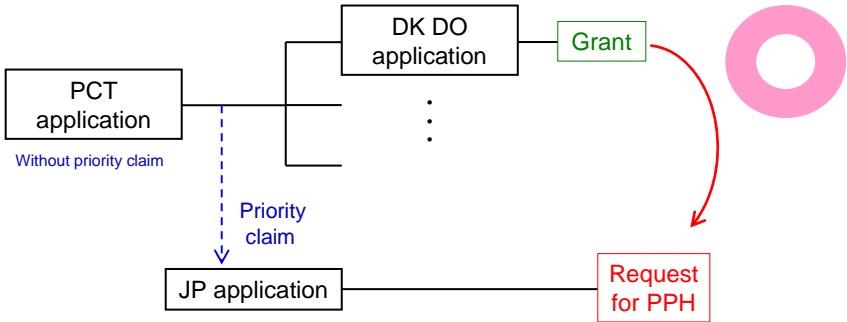 PCT
application
Without priority claim
DK DO
application
Grant
Priority
claim
JP application
Request
for PPH